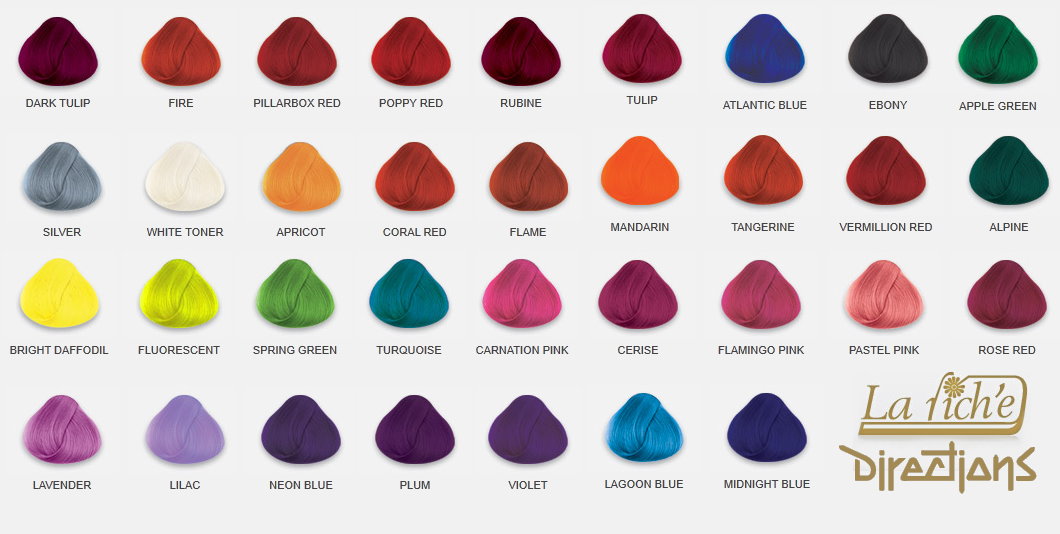 DARK TULIP FIRE PILLARBOX RED POPPY RED RUBINE TULIP ATLANTIC BLUE EBONY APPLE GREEN
SILVER WHITE TONER APRICOT CORAL RED FLAME MANDARIN TANGERINE VERMILLION RED ALPINE
BRIGHT DAFFODIL FLUORESCENT SPRING GREEN TURQUOISE CARNATION PINK CERISE FLAMINGO PINK PASTEL PINK ROSE RED
LAVENDER LILAC NEON BLUE PLUM VIOLET LAGOON BLUE MIDNIGHT BLUE
La rich'e
Directions